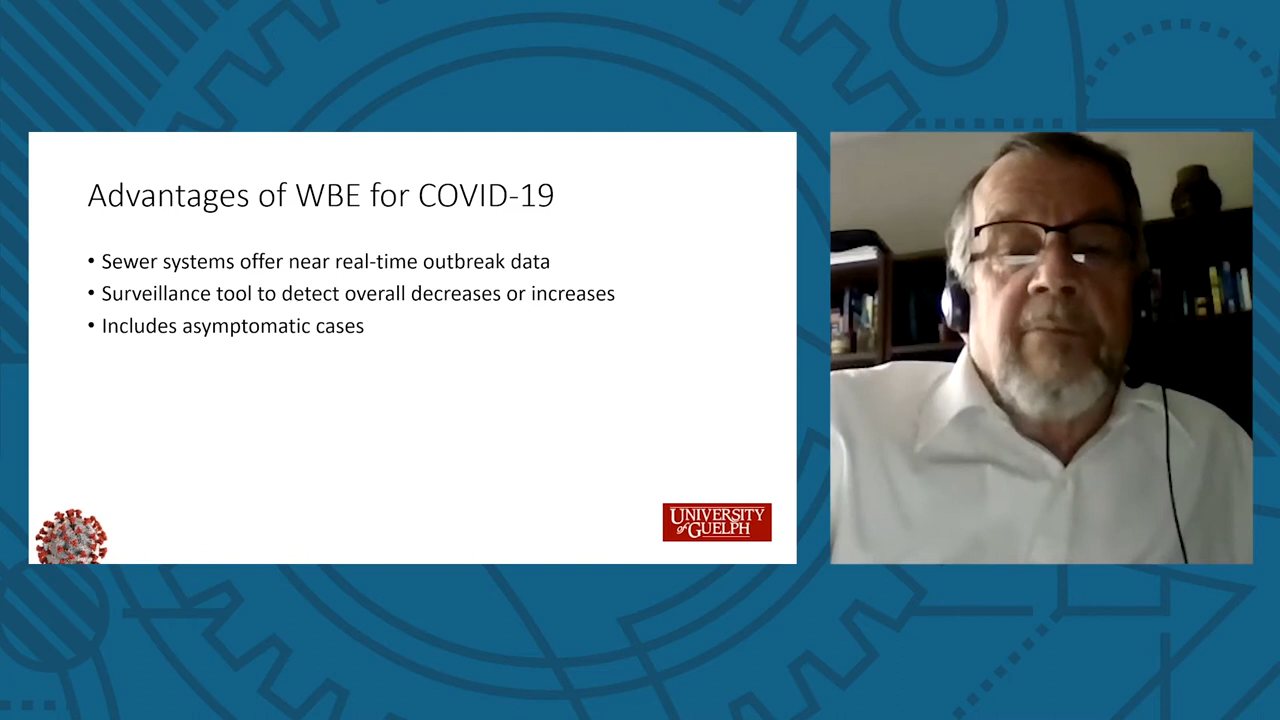 Advantages of WBE for COVID-19
• Sewer systems offer near real-time outbreak data
• Surveillance tool to detect overall decreases or increases
• Includes asymptomatic cases
UNIVERSITY
of GUELPH